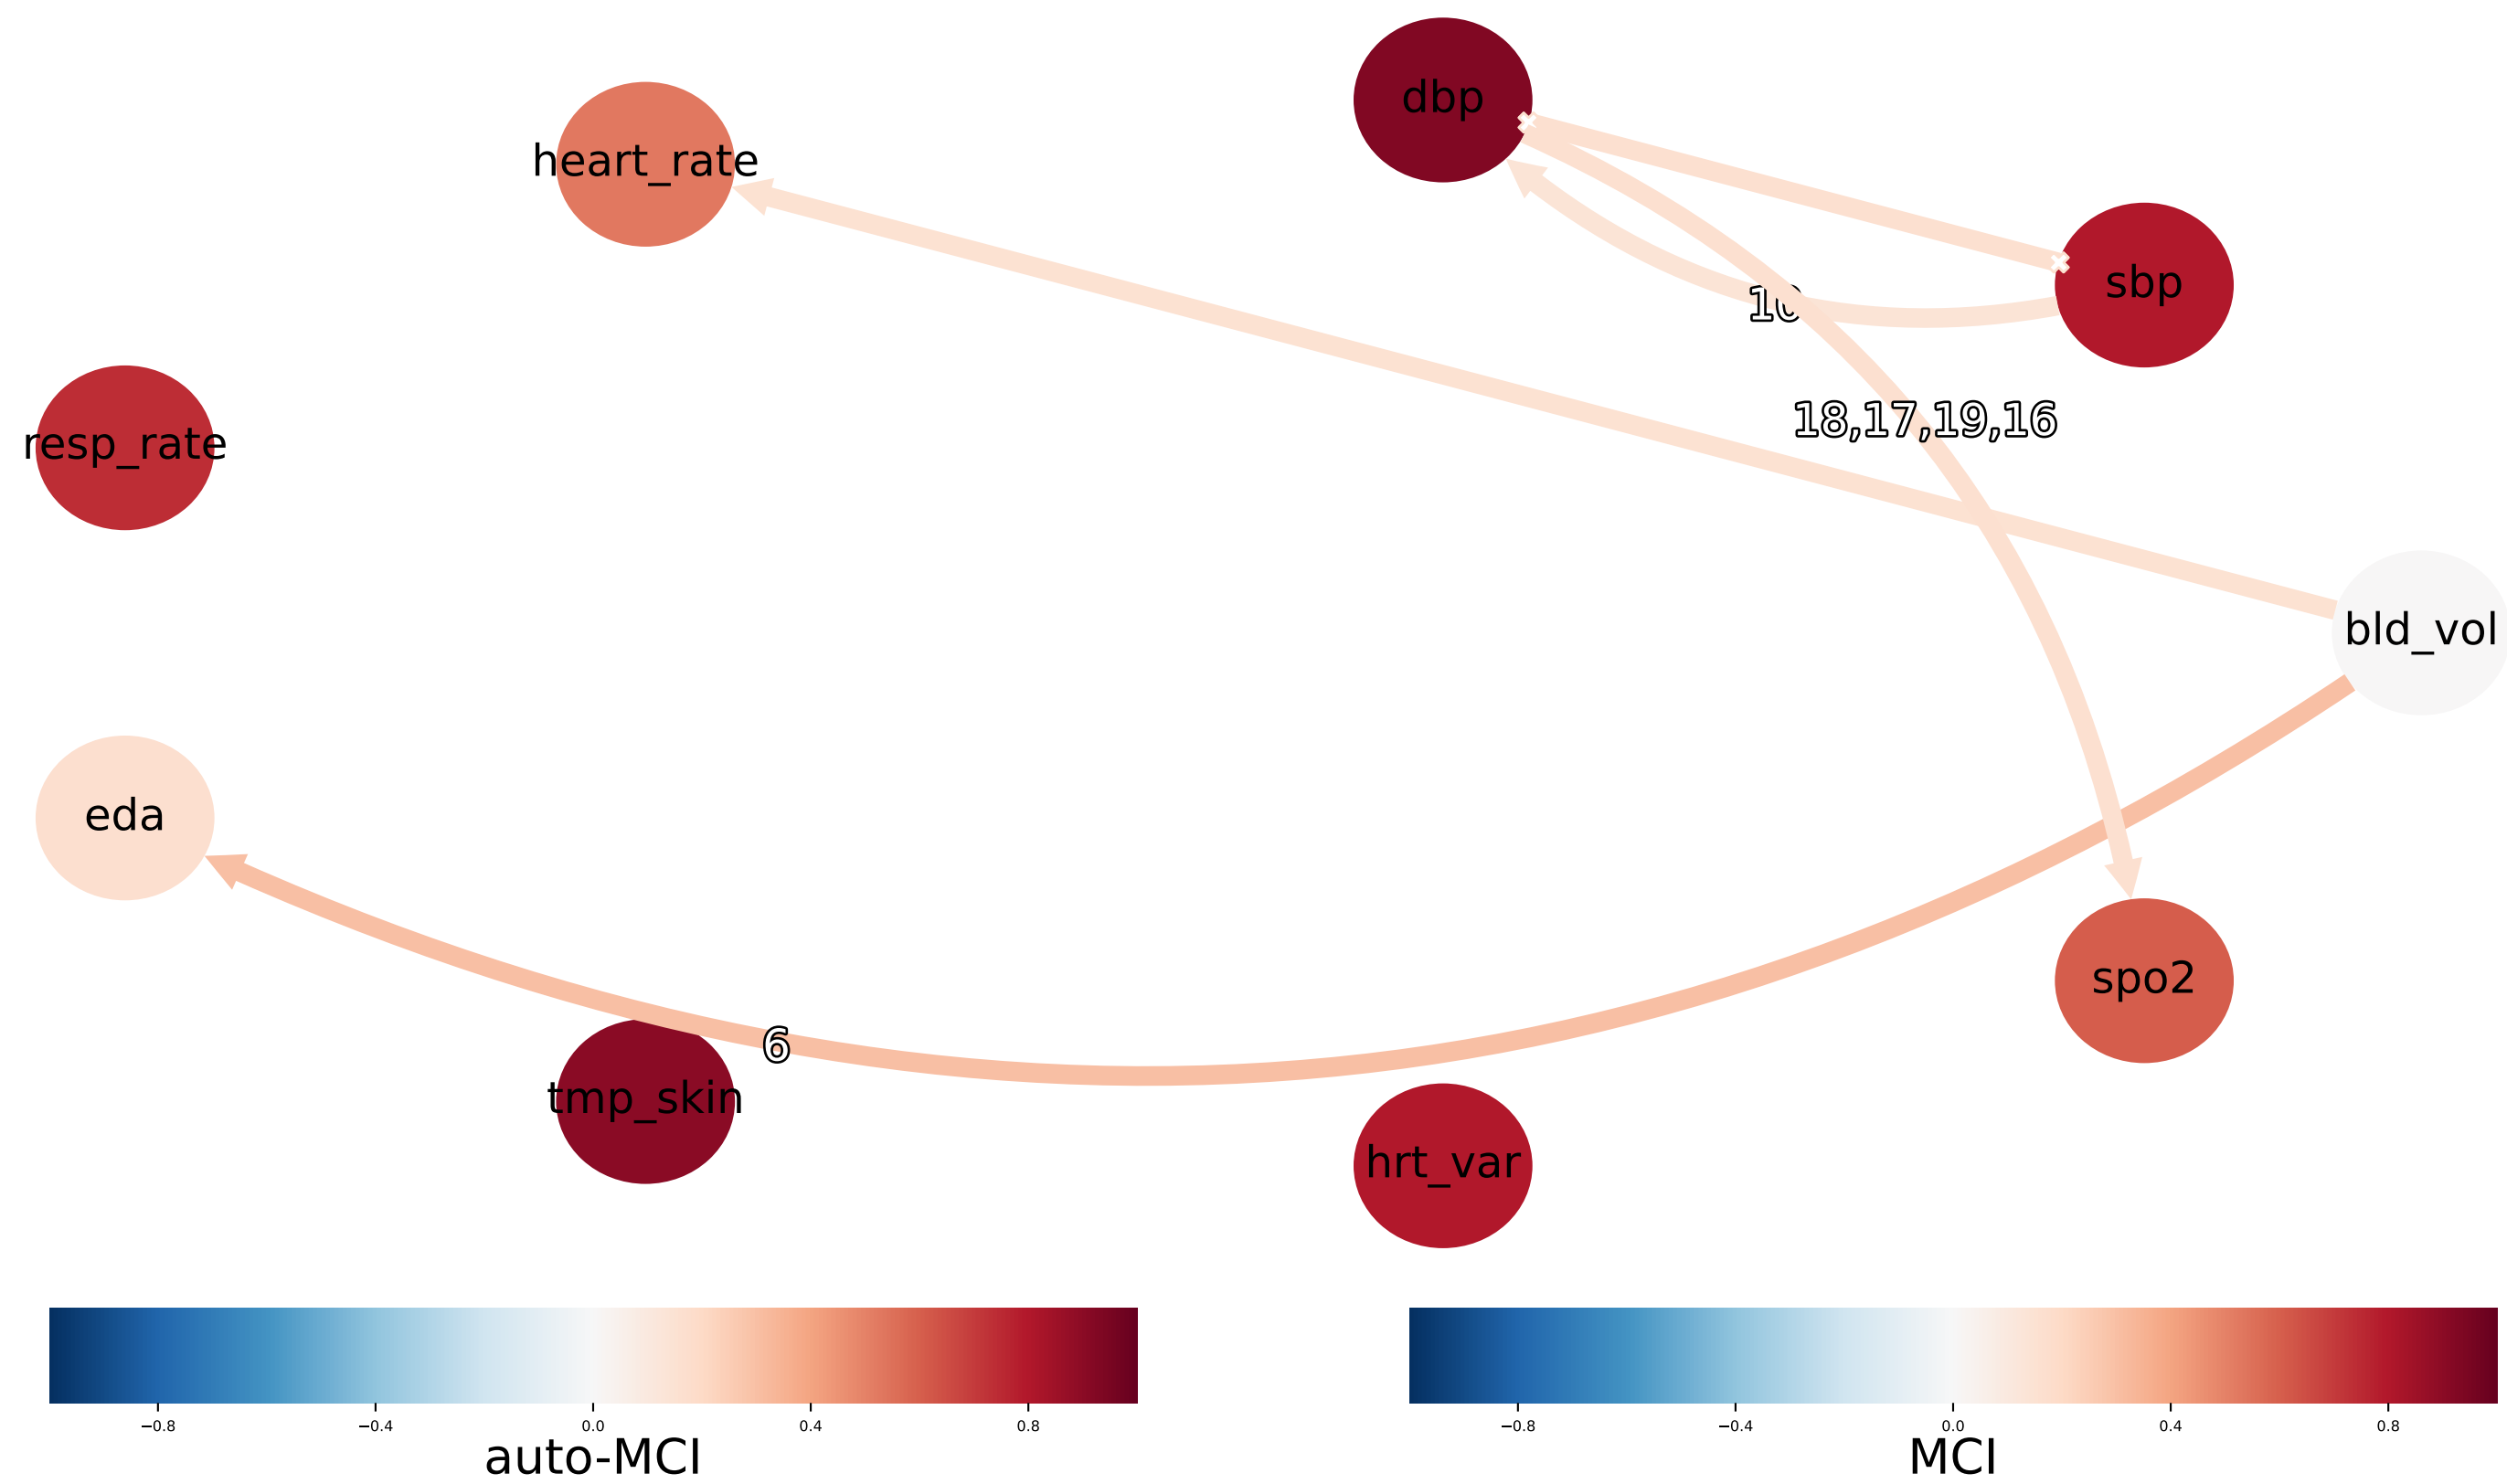 dbp
heart_rate
sbp
10
18,17,19,16
resp_rate
bld_vol
eda
spo2
6
tmp_skin
hrt_var
−0.8 −0.4 0.0 0.4 0.8
auto-MCI
−0.8 −0.4 0.0 0.4 0.8
MCI